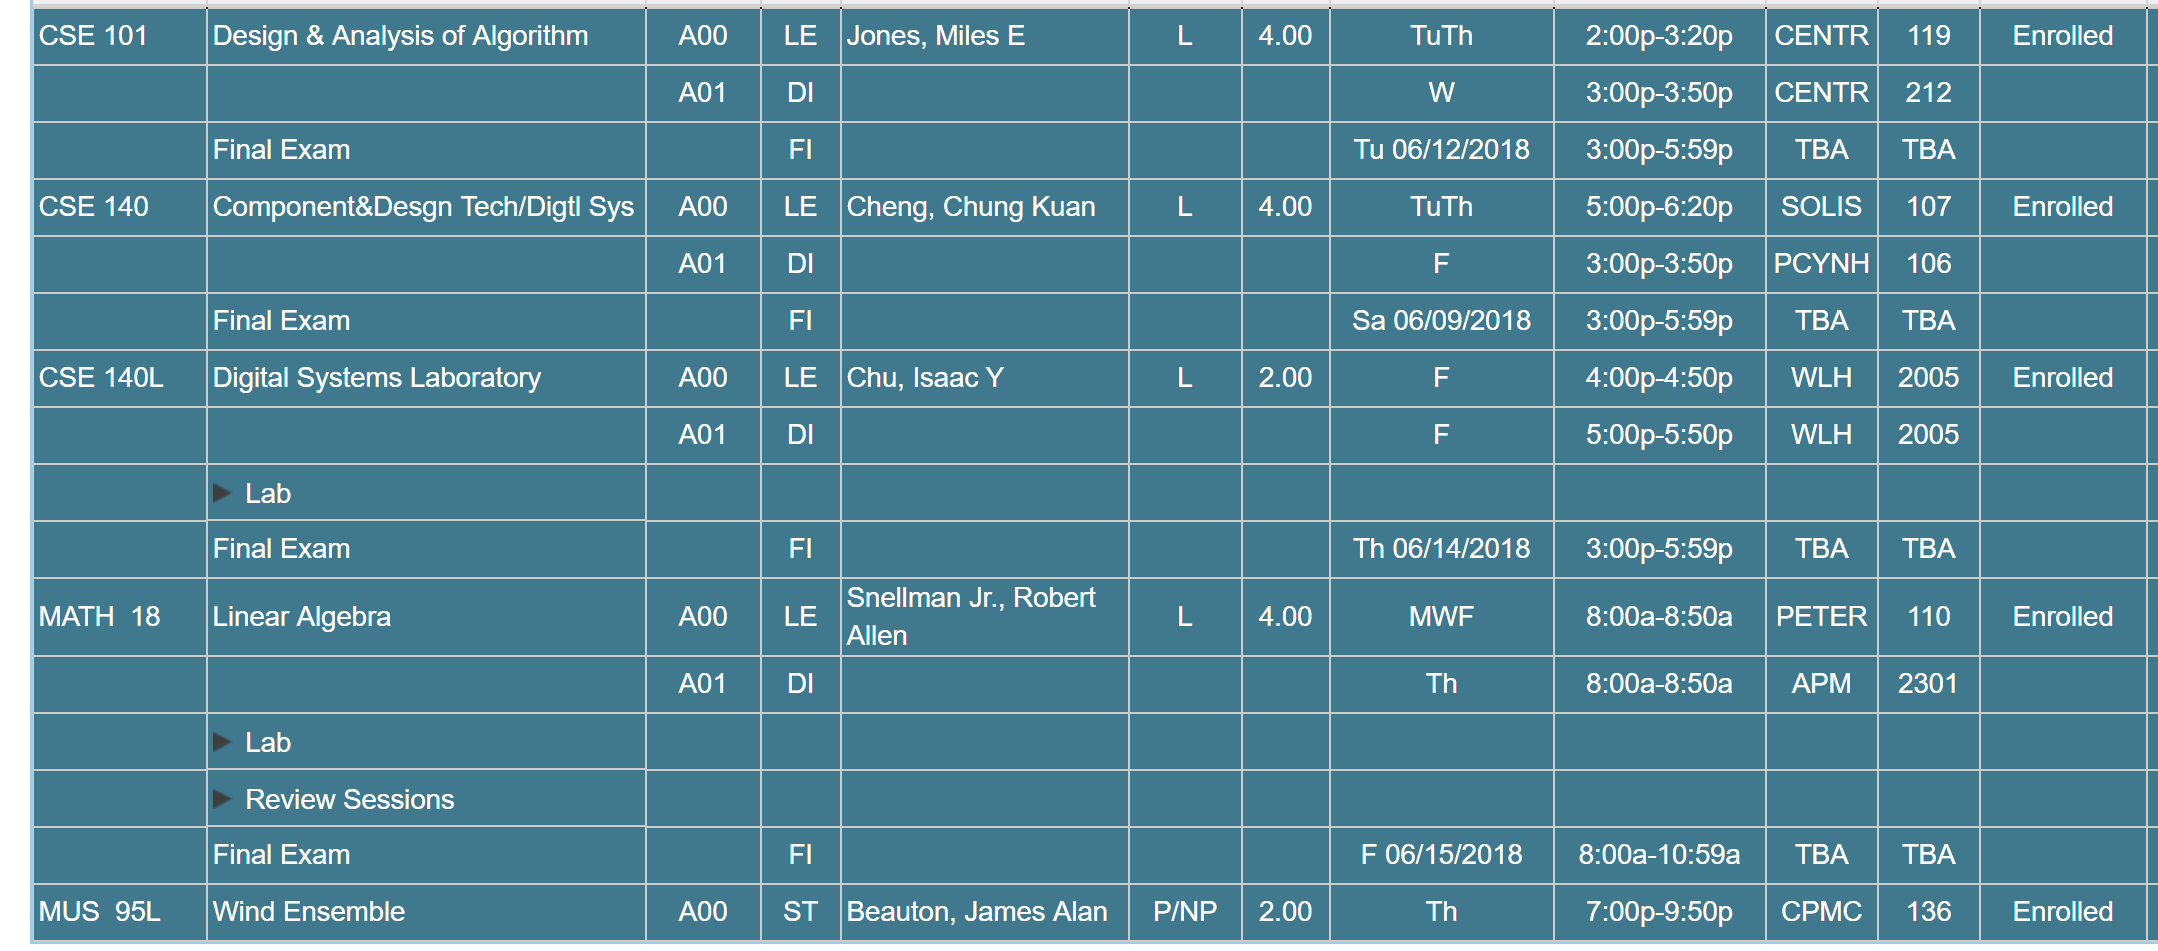 CSE 101 Design & Analysis of Algorithm A00 LE Jones, Miles E L 4.00 TuTh 2:00p-3:20p CENTR 119 Enrolled
A01 DI W 3:00p-3:50p CENTR 212
Final Exam FI Tu 06/12/2018 3:00p-5:59p TBA TBA
CSE 140 Component&Desgn Tech/Digtl Sys A00 LE Cheng, Chung Kuan L 4.00 TuTh 5:00p-6:20p SOLIS 107 Enrolled
A01 DI F 3:00p-3:50p PCYNH 106
Final Exam FI Sa 06/09/2018 3:00p-5:59p TBA TBA
CSE 140L Digital Systems Laboratory A00 LE Chu, Isaac Y L 2.00 F 4:00p-4:50p WLH 2005 Enrolled
A01 DI F 5:00p-5:50p WLH 2005
Lab
Final Exam FI Th 06/14/2018 3:00p-5:59p TBA TBA
MATH 18 Linear Algebra A00 LE Snellman Jr., Robert Allen L 4.00 MWF 8:00a-8:50a PETER 110 Enrolled
A01 DI Th 8:00a-8:50a APM 2301
Lab
Review Sessions
Final Exam FI F 06/15/2018 8:00a-10:59a TBA TBA
MUS 95L Wind Ensemble A00 ST Beauton, James Alan P/NP 2.00 Th 7:00p-9:50p CPMC 136 Enrolled